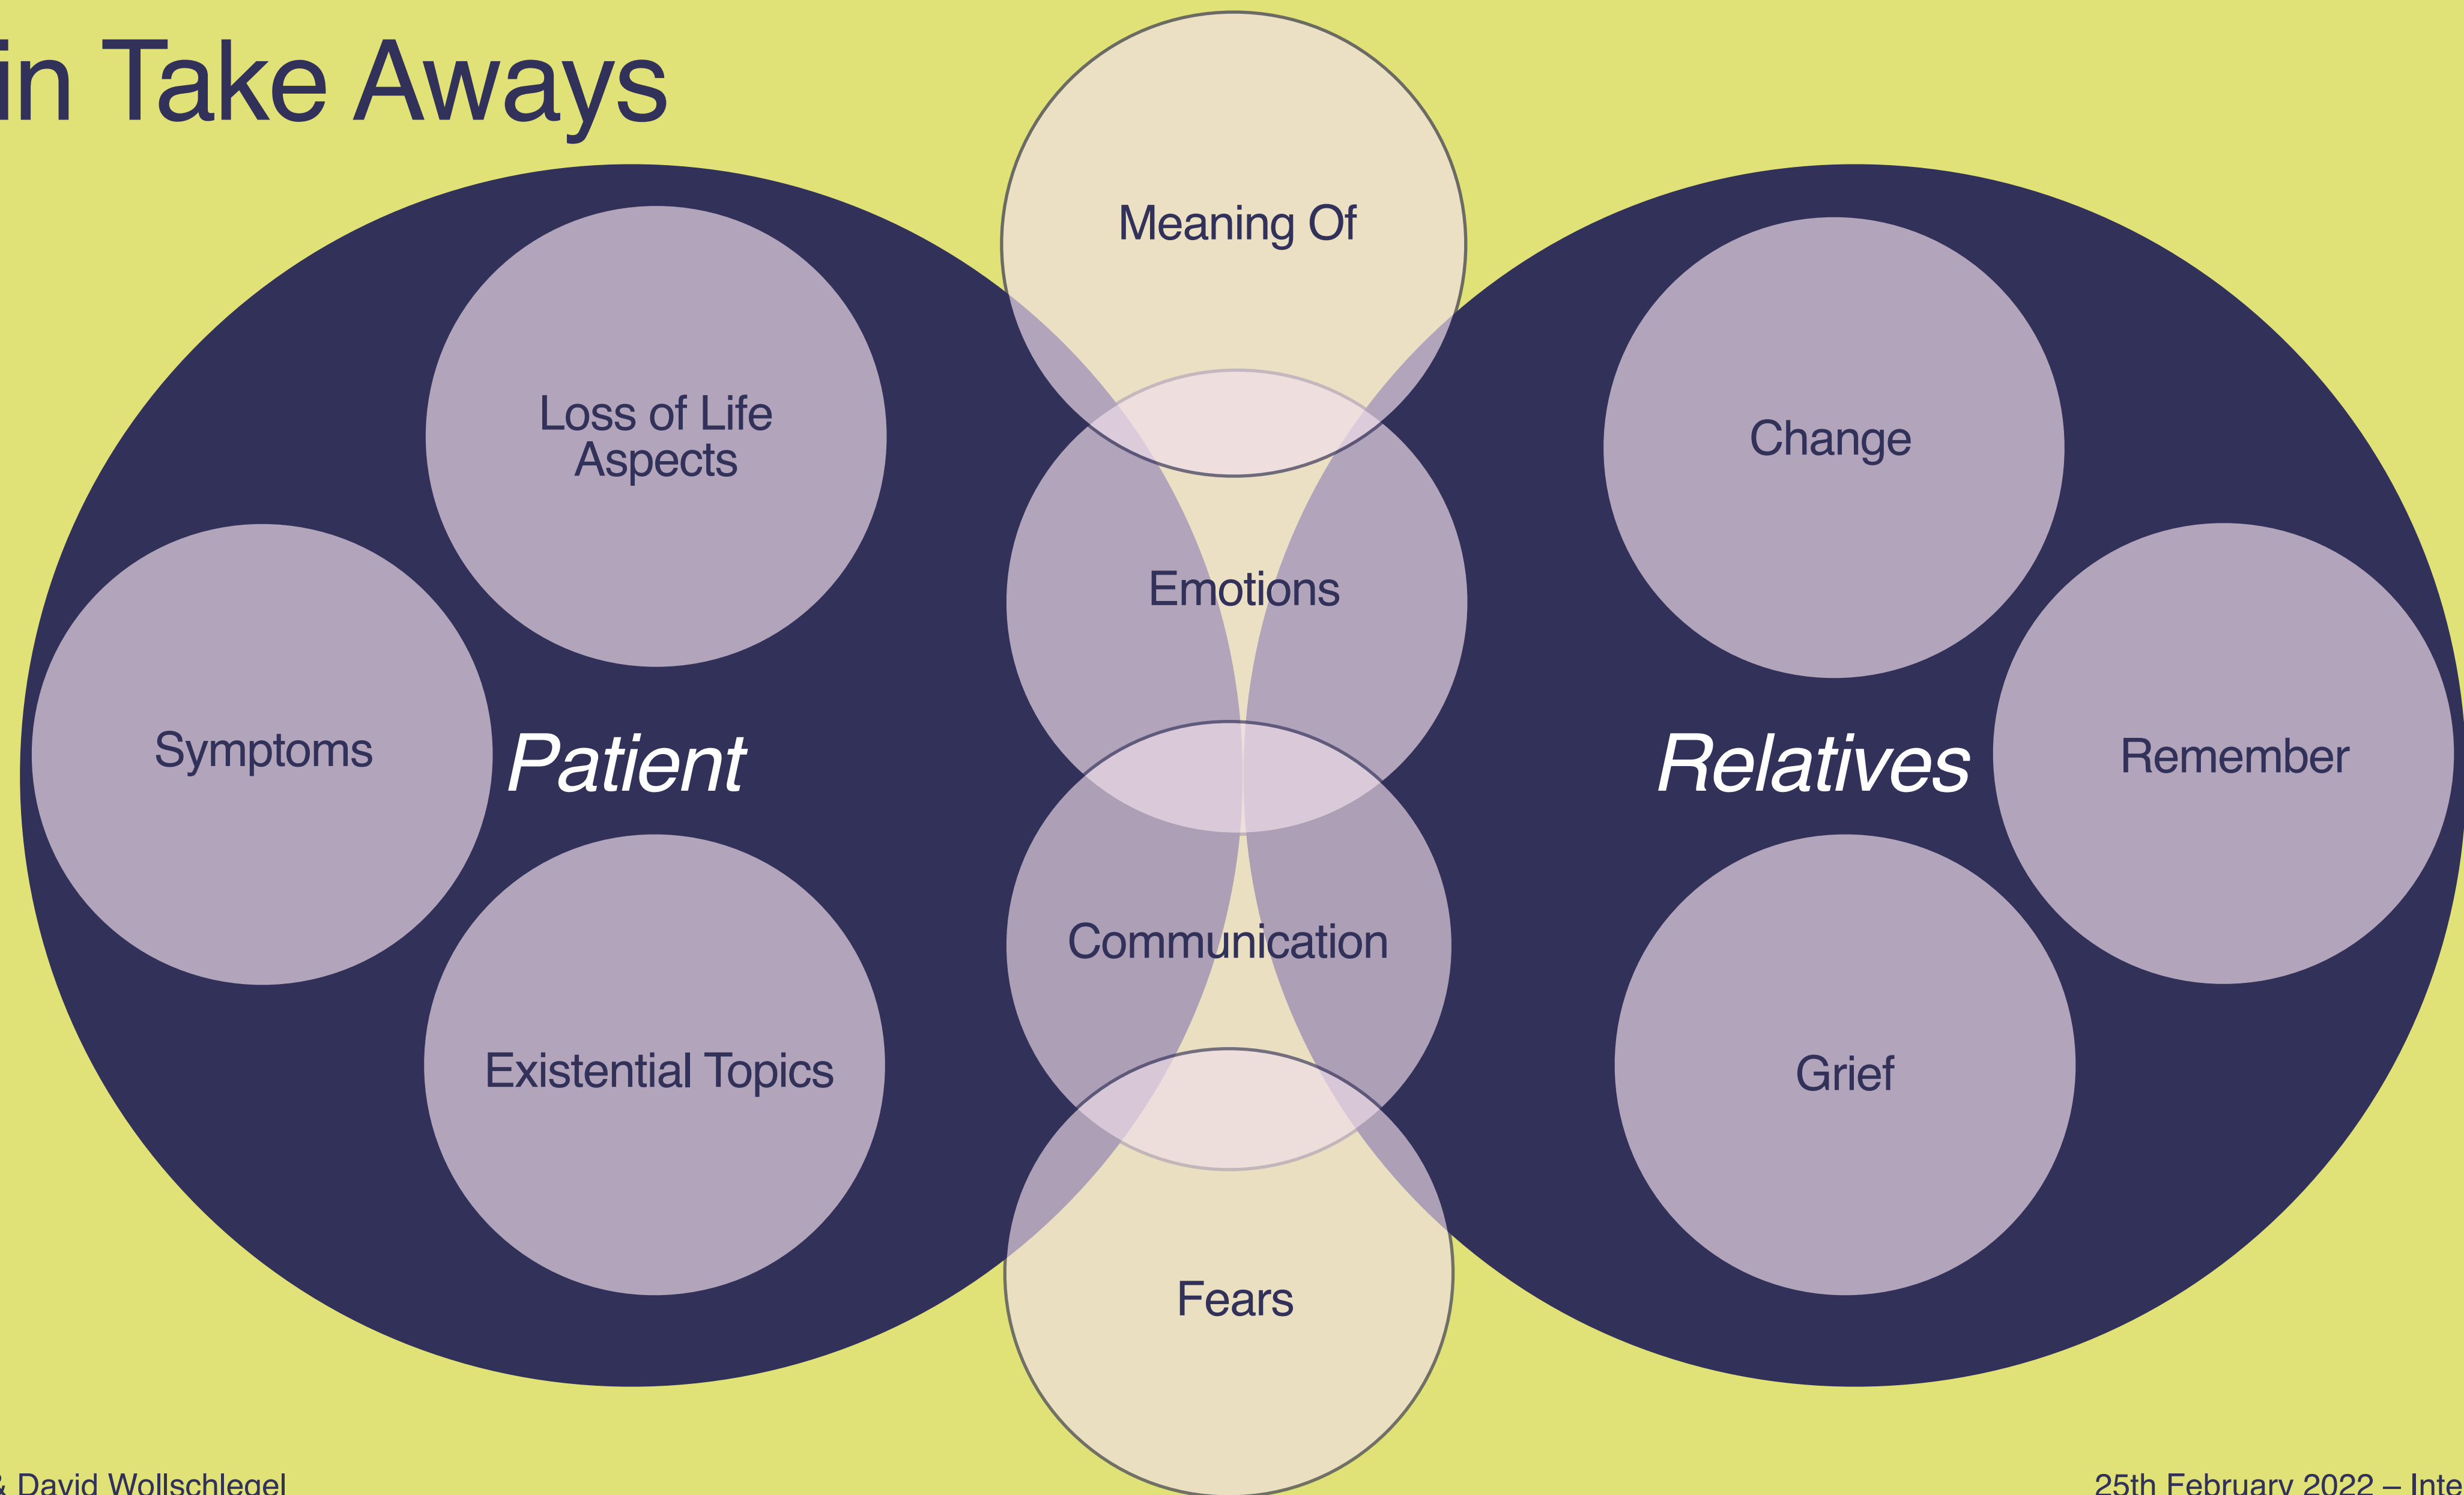 in Take Aways
Meaning Of
Loss of Life
Aspects
Change
Emotions
Symptoms
Patient
Relatives
Remember
Communication
Existential Topics
Grief
Fears
& David Wollschlegel
25th February 2022 – Inte